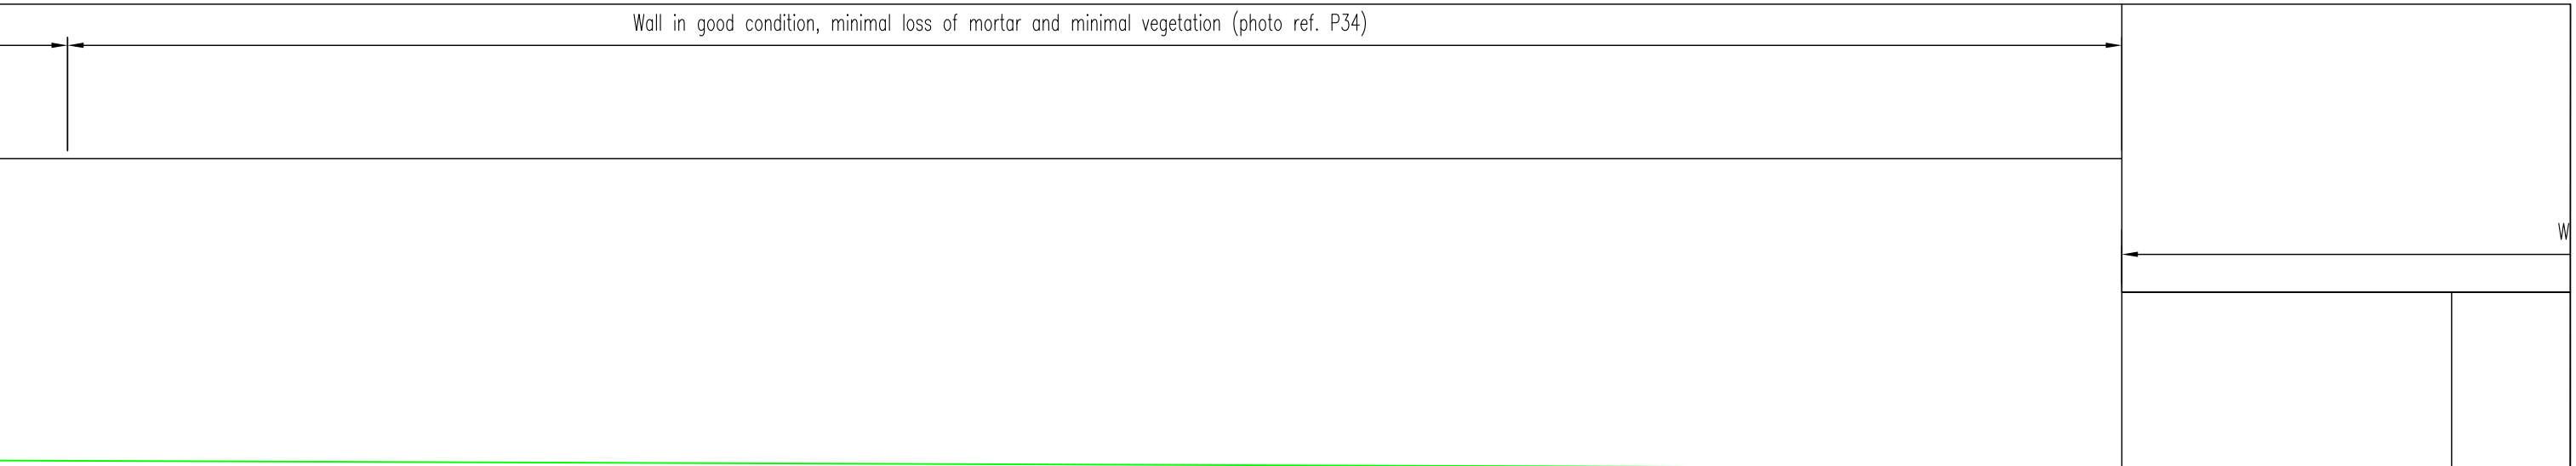 Wall in good condition, minimal loss of mortar and minimal vegetation (photo ref. P34)
W